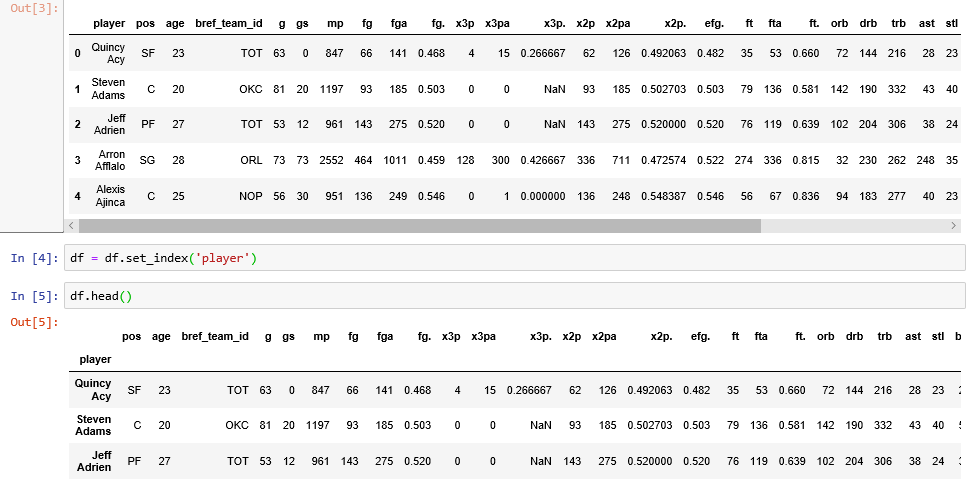 Out[3]:
player pos age bref_team_id g gs mp fg fga fg. x3p x3pa x3p. x2p x2pa x2p. efg. ft fta ft. orb drb trb ast stl
0 Quincy Acy SF 23 TOT 63 0 847 66 141 0.468 4 15 0.266667 62 126 0.492063 0.482 35 53 0.660 72 144 216 28 23
1 Steven Adams C 20 OKC 81 20 1197 93 185 0.503 0 0 NaN 93 185 0.502703 0.503 79 136 0.581 142 190 332 43 40
2 Jeff Adrien PF 27 TOT 53 12 961 143 275 0.520 0 0 NaN 143 275 0.520000 0.520 76 119 0.639 102 204 306 38 24
3 Arron Afflalo SG 28 ORL 73 73 2552 464 1011 0.459 128 300 0.426667 336 711 0.472574 0.522 274 336 0.815 32 230 262 248 35
4 Alexis Ajinca C 25 NOP 56 30 951 136 249 0.546 0 1 0.000000 136 248 0.548387 0.546 56 67 0.836 94 183 277 40 23
In [4]: df = df.set_index('player')
In [5]: df.head()
Out[5]:
pos age bref_team_id g gs mp fg fga fg. x3p x3pa x3p. x2p x2pa x2p. efg. ft fta ft. orb drb trb ast stl
player
Quincy Acy SF 23 TOT 63 0 847 66 141 0.468 4 15 0.266667 62 126 0.492063 0.482 35 53 0.660 72 144 216 28 23
Steven Adams C 20 OKC 81 20 1197 93 185 0.503 0 0 NaN 93 185 0.502703 0.503 79 136 0.581 142 190 332 43 40
Jeff Adrien PF 27 TOT 53 12 961 143 275 0.520 0 0 NaN 143 275 0.520000 0.520 76 119 0.639 102 204 306 38 24